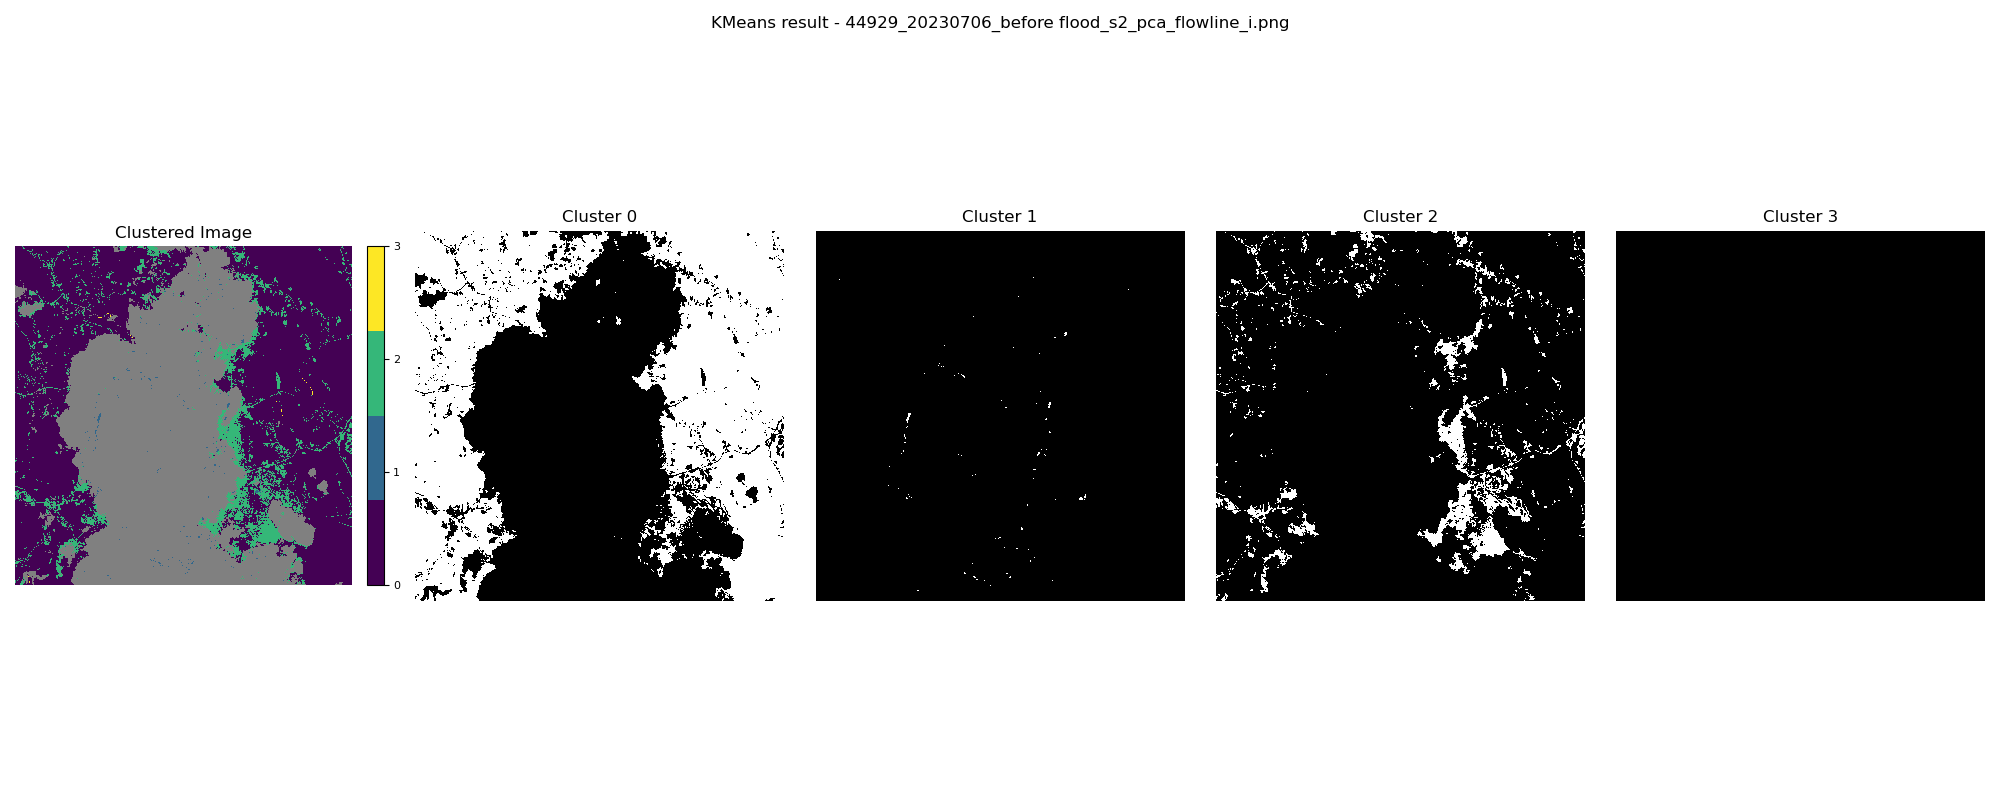 KMeans result - 44929_20230706_before flood_s2_pca_flowline_i.png
Clustered Image
Cluster 0
Cluster 1
Cluster 2
Cluster 3
3
2
1
0